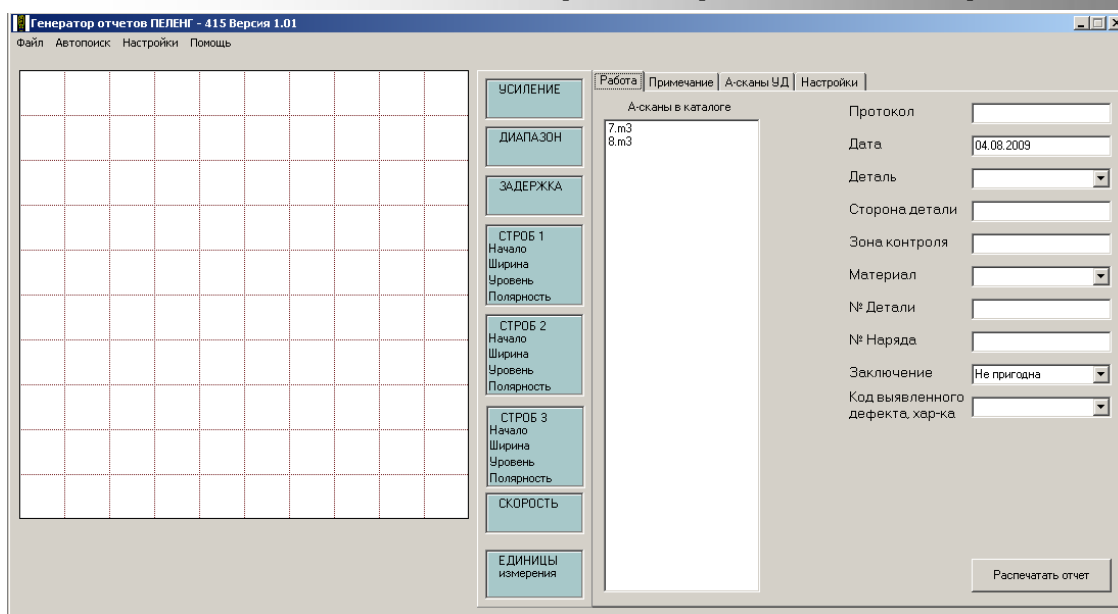 Генератор отчетов ПЕЛЕНГ - 415 Версия 1.01
Файл Автопоиск Настройки Помощь
УСИЛЕНИЕ
ДИАПАЗОН
ЗАДЕРЖКА
СТРОБ 1
Начало
Ширина
Уровень
Полярность
СТРОБ 2
Начало
Ширина
Уровень
Полярность
СТРОБ 3
Начало
Ширина
Уровень
Полярность
СКОРОСТЬ
ЕДИНИЦЫ
измерения
Работа Примечание А-сканы УД Настройки
А-сканы в каталоге
7.m3
8.m3
Протокол
Дата 04.08.2009
Деталь
Сторона детали
Зона контроля
Материал
№ Детали
№ Наряда
Заключение Не пригодна
Код выявленного
дефекта, хар-ка
Распечатать отчет